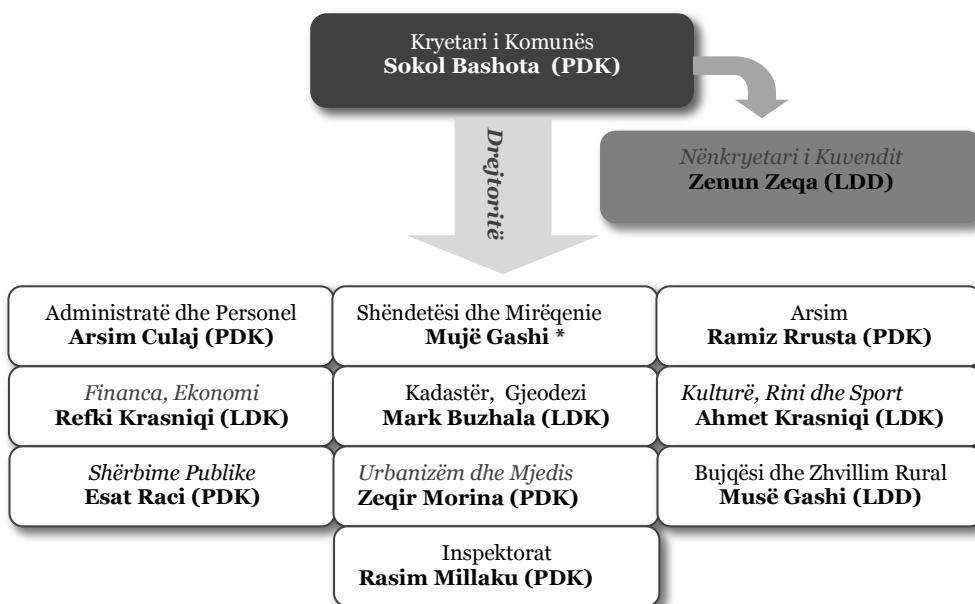 Kryetari i Komunës
Sokol Bashota (PDK)
Nënkryetari i Kuvendit
Zenun Zeqa (LDD)
Drejtoritë
Administratë dhe Personel
Arsim Culaj (PDK)
Shëndetësi dhe Mirëqenie
Mujë Gashi *
Arsim
Ramiz Rrusta (PDK)
Financa, Ekonomi
Refki Krasniqi (LDK)
Kadastër, Gjeodezi
Mark Buzhala (LDK)
Kulturë, Rini dhe Sport
Ahmet Krasniqi (LDK)
Shërbime Publike
Esat Raci (PDK)
Urbanizëm dhe Mjedis
Zeqir Morina (PDK)
Bujqësi dhe Zhvillim Rural
Musë Gashi (LDD)
Inspektorat
Rasim Millaku (PDK)